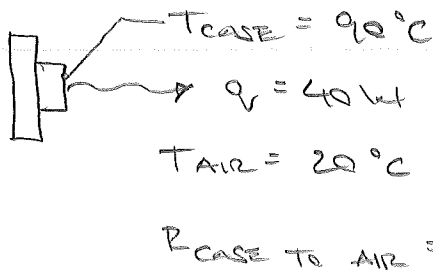 TCASE = 90°C
q = 40 W
TAIR = 20°C
RCASE TO AIR =